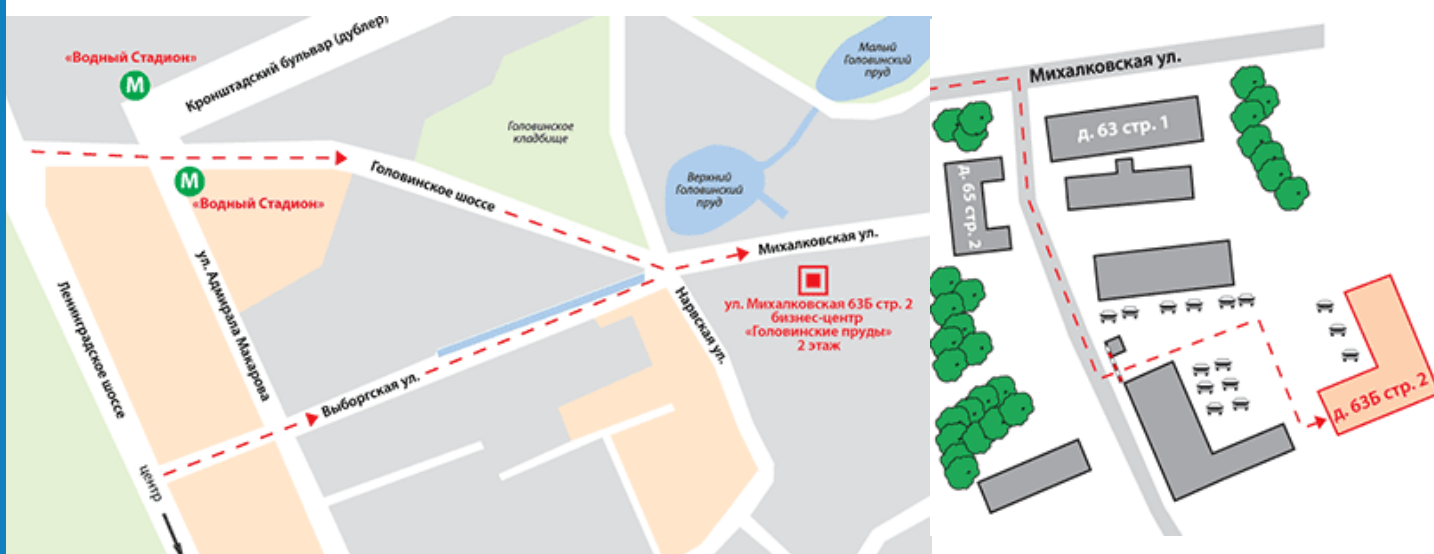 «Водный Стадион»
М
Кронштадский бульвар (дублер)
Малый
Головинский
пруд
Головинское
кладбище
Головинское шоссе
Верхний
Головинский
пруд
М
«Водный Стадион»
Михалковская ул.
ул. Михалковская 63Б стр. 2
бизнес-центр
«Головинские пруды»
2 этаж
Ленинградское шоссе
ул. Адмирала Макарова
Нарвская ул.
Выборгская ул.
центр
Михалковская ул.
д. 63 стр. 1
д. 65 стр. 2
д. 63Б стр. 2